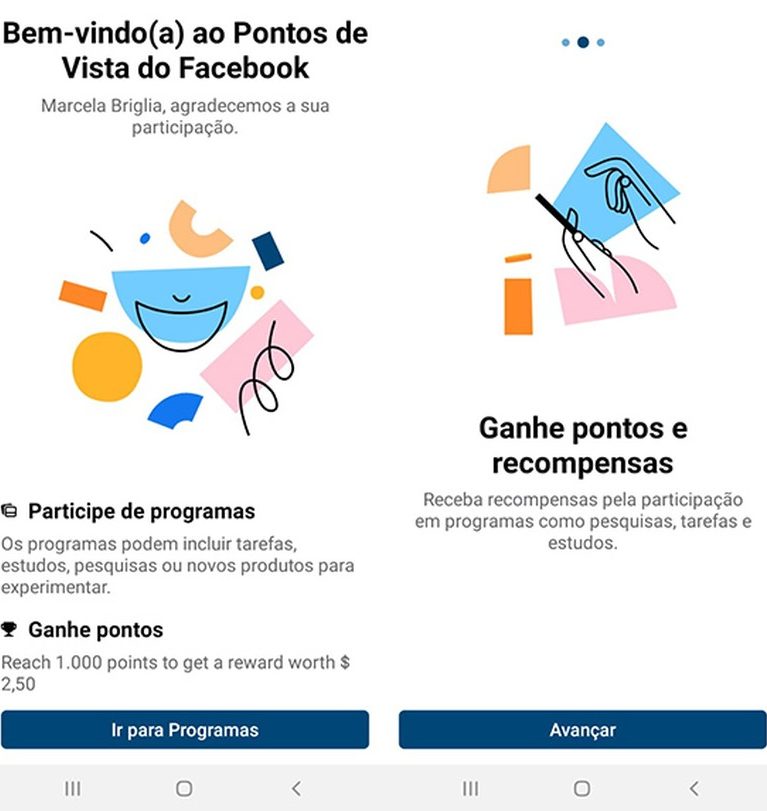 Bem-vindo(a) ao Pontos de
Vista do Facebook
Marcela Briglia, agradecemos a sua
participação.
Participe de programas
Os programas podem incluir tarefas,
estudos, pesquisas ou novos produtos para
experimentar.
Ganhe pontos
Reach 1.000 points to get a reward worth $
2,50
Ir para Programas
Ganhe pontos e
recompensas
Receba recompensas pela participação
em programas como pesquisas, tarefas e
estudos.
Avançar